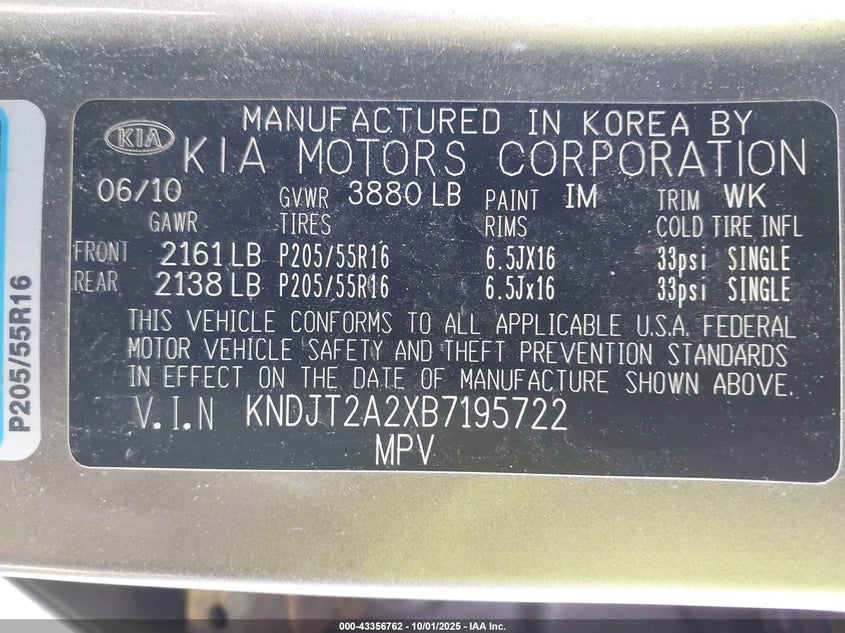 KIA
MANUFACTURED IN KOREA BY
KIA MOTORS CORPORATION
06/10 GVWR 3880 LB PAINT IM TRIM WK
GAWR TIRES RIMS COLD TIRE INFL
FRONT 2161 LB P205/55R16 6.5JX16 33psi SINGLE
REAR 2138 LB P205/55R16 6.5Jx16 33psi SINGLE
THIS VEHICLE CONFORMS TO ALL APPLICABLE U.S.A. FEDERAL
MOTOR VEHICLE SAFETY AND THEFT PREVENTION STANDARDS
IN EFFECT ON THE DATE OF MANUFACTURE SHOWN ABOVE.
V.I.N KNDJT2A2XB7195722
MPV
P205/55R16
000-43356762 - 10/01/2025 - IAA Inc.